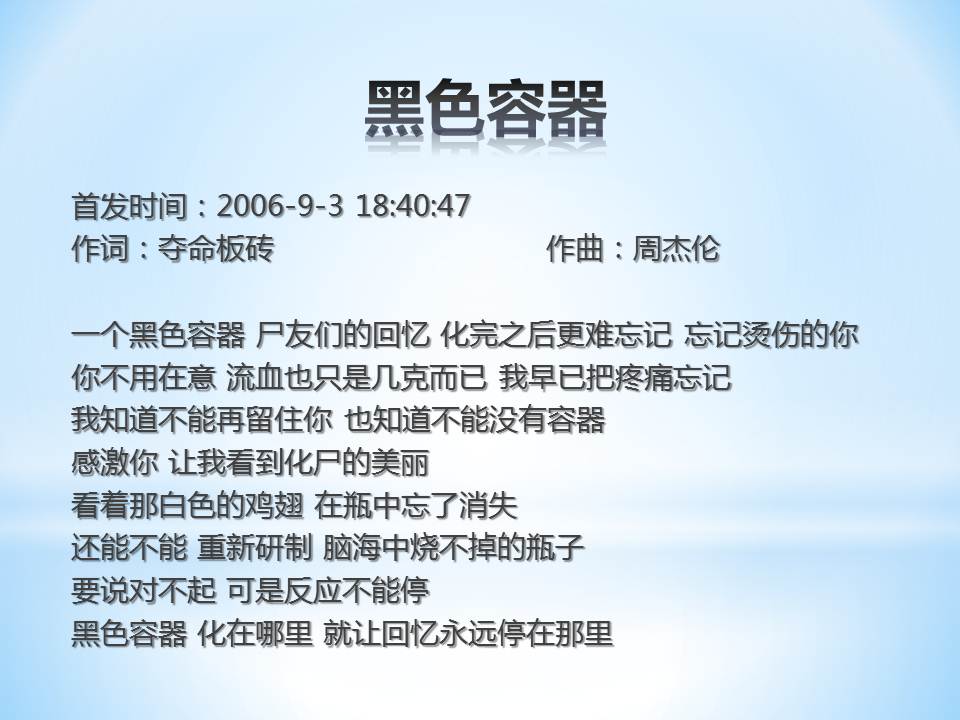 黑色容器
首发时间：2006-9-3 18:40:47
作词：夺命板砖 作曲：周杰伦
一个黑色容器 尸友们的回忆 化完之后更难忘记 忘记烫伤的你
你不用在意 流血也只是几克而已 我早已把疼痛忘记
我知道不能再留住你 也知道不能没有容器
感激你 让我看到化尸的美丽
看着那白色的鸡翅 在瓶中忘了消失
还能不能 重新研制 脑海中烧不掉的瓶子
要说对不起 可是反应不能停
黑色容器 化在哪里 就让回忆永远停在那里